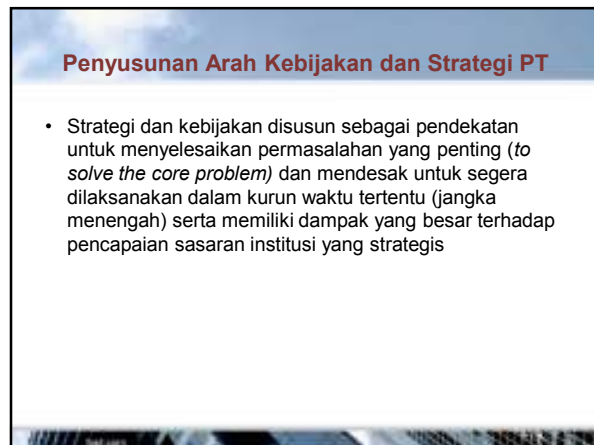 Penyusunan Arah Kebijakan dan Strategi PT
• Strategi dan kebijakan disusun sebagai pendekatan
untuk menyelesaikan permasalahan yang penting (to
solve the core problem) dan mendesak untuk segera
dilaksanakan dalam kurun waktu tertentu (jangka
menengah) serta memiliki dampak yang besar terhadap
pencapaian sasaran institusi yang strategis